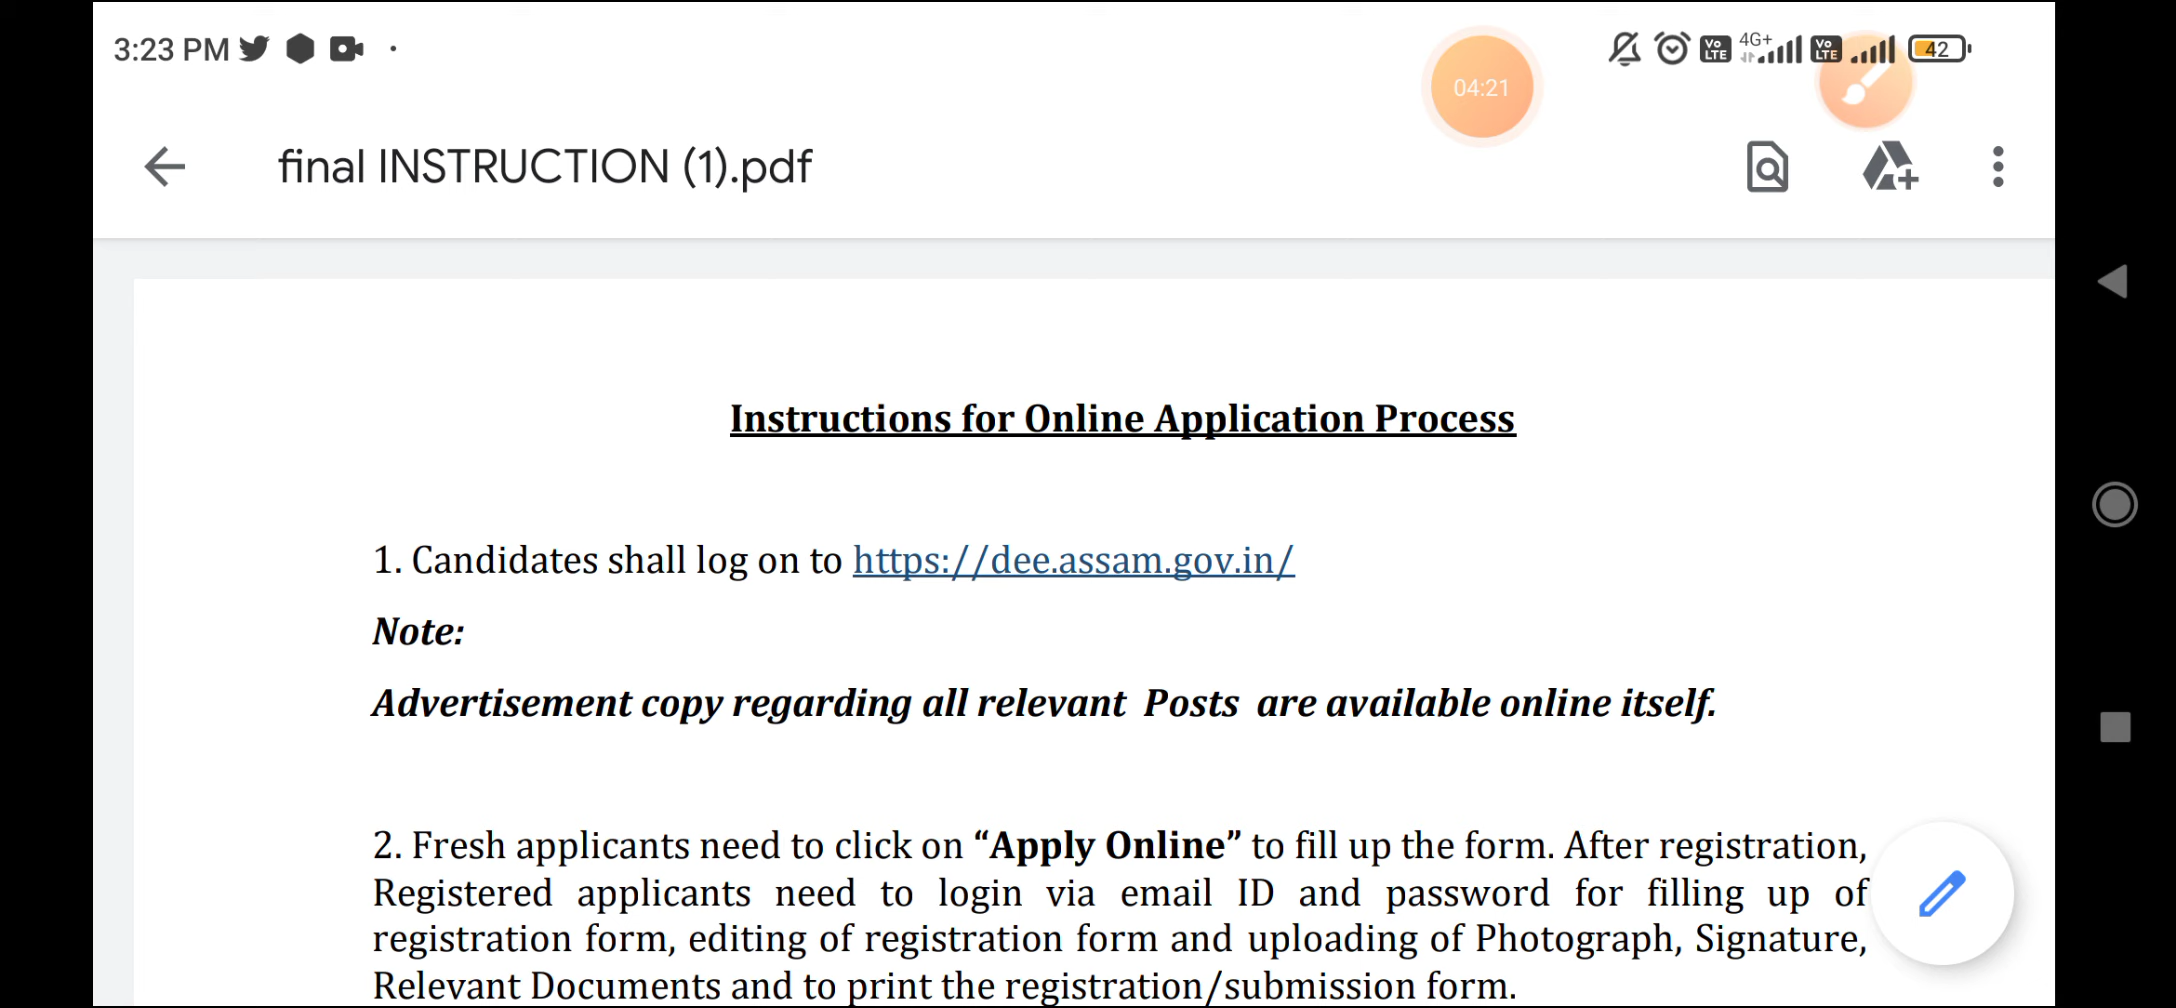 3:23 PM
04:21
Vo LTE 4G+ Vo LTE 42
final INSTRUCTION (1).pdf
Instructions for Online Application Process
1. Candidates shall log on to https://dee.assam.gov.in/
Note:
Advertisement copy regarding all relevant Posts are available online itself.
2. Fresh applicants need to click on “Apply Online” to fill up the form. After registration,
Registered applicants need to login via email ID and password for filling up of
registration form, editing of registration form and uploading of Photograph, Signature,
Relevant Documents and to print the registration/submission form.